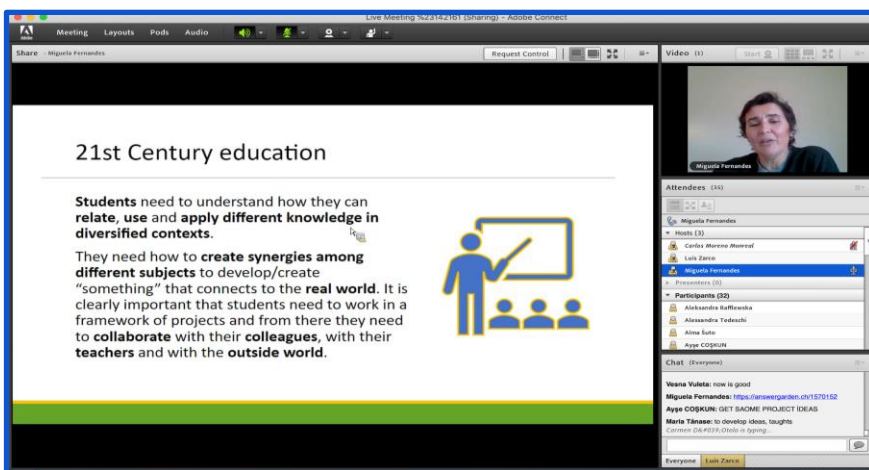 Live Meeting %23142161 (Sharing) - Adobe Connect
Adobe
Meeting Layouts Pods Audio
Share - Miguela Fernandes
Request Control
21st Century education
Students need to understand how they can
relate, use and apply different knowledge in
diversified contexts.
They need how to create synergies among
different subjects to develop/create
“something” that connects to the real world. It is
clearly important that students need to work in a
framework of projects and from there they need
to collaborate with their colleagues, with their
teachers and with the outside world.
Video (1)
Start
Miguela Fernandes
Attendees (35)
Miguela Fernandes
Hosts (3)
Carlos Moreno Monreal
Luis Zarco
Miguela Fernandes
Presenters (0)
Participants (32)
Aleksandra Rafflewska
Alessandra Tedeschi
Alma Šuto
Ayşe COŞKUN
Chat (Everyone)
Vesna Vuleta: now is good
Miguela Fernandes: https://answergarden.ch/1570152
Ayşe COŞKUN: GET SAOME PROJECT İDEAS
Maria Tănase: to develop ideas, taughts
Carmen D&#039;Otolo is typing...
Everyone Luis Zarco